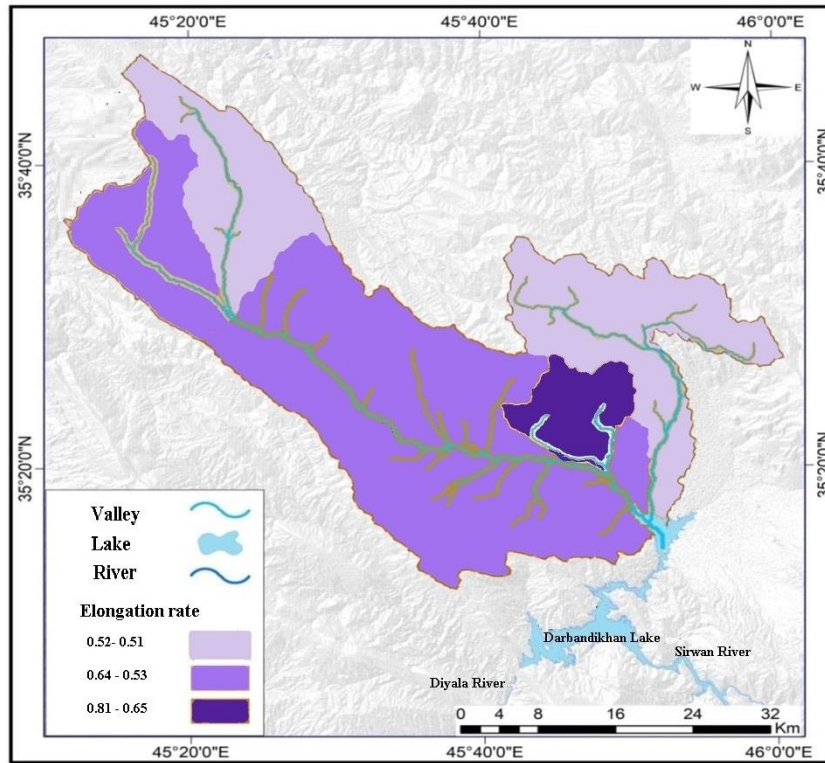 45°20'0"E 45°40'0"E 46°0'0"E
N
W E
S
35°40'0"N 35°40'0"N
35°20'0"N 35°20'0"N
Valley
Lake
River
Elongation rate
0.52- 0.51
0.64 - 0.53
0.81 - 0.65
Darbandikhan Lake
Sirwan River
Diyala River
0 4 8 16 24 32
Km
45°20'0"E 45°40'0"E 46°0'0"E